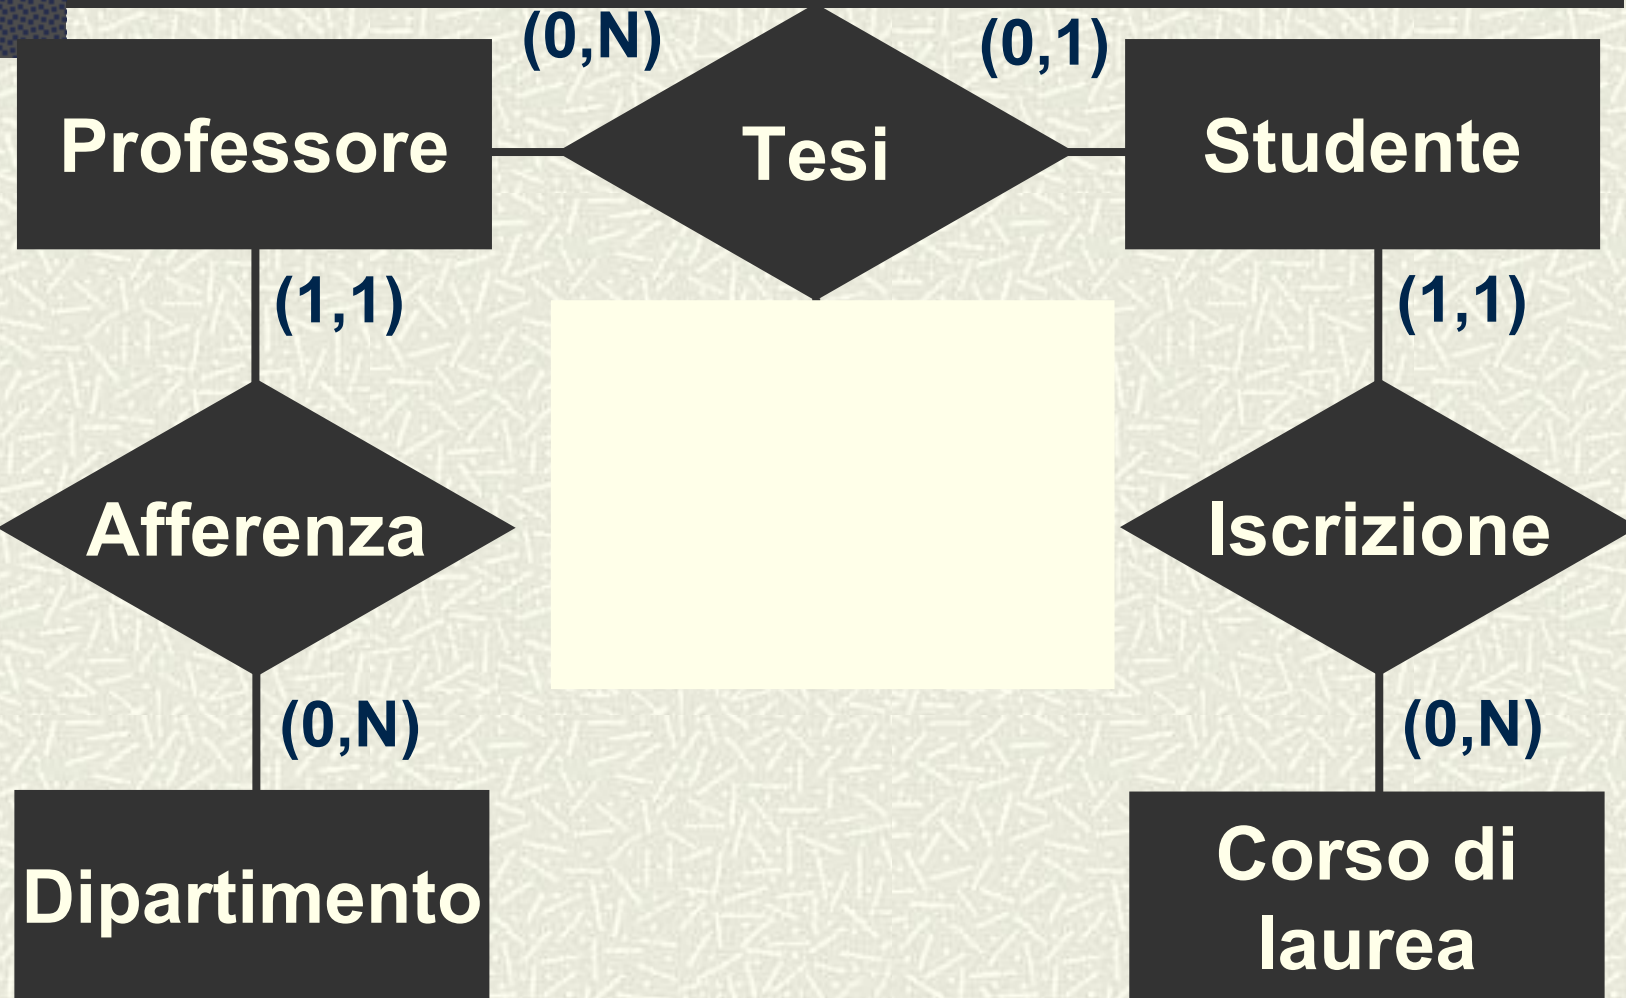 (0,N)
(0,1)
Professore
Tesi
Studente
(1,1)
(1,1)
Afferenza
Iscrizione
(0,N)
(0,N)
Dipartimento
Corso di
laurea